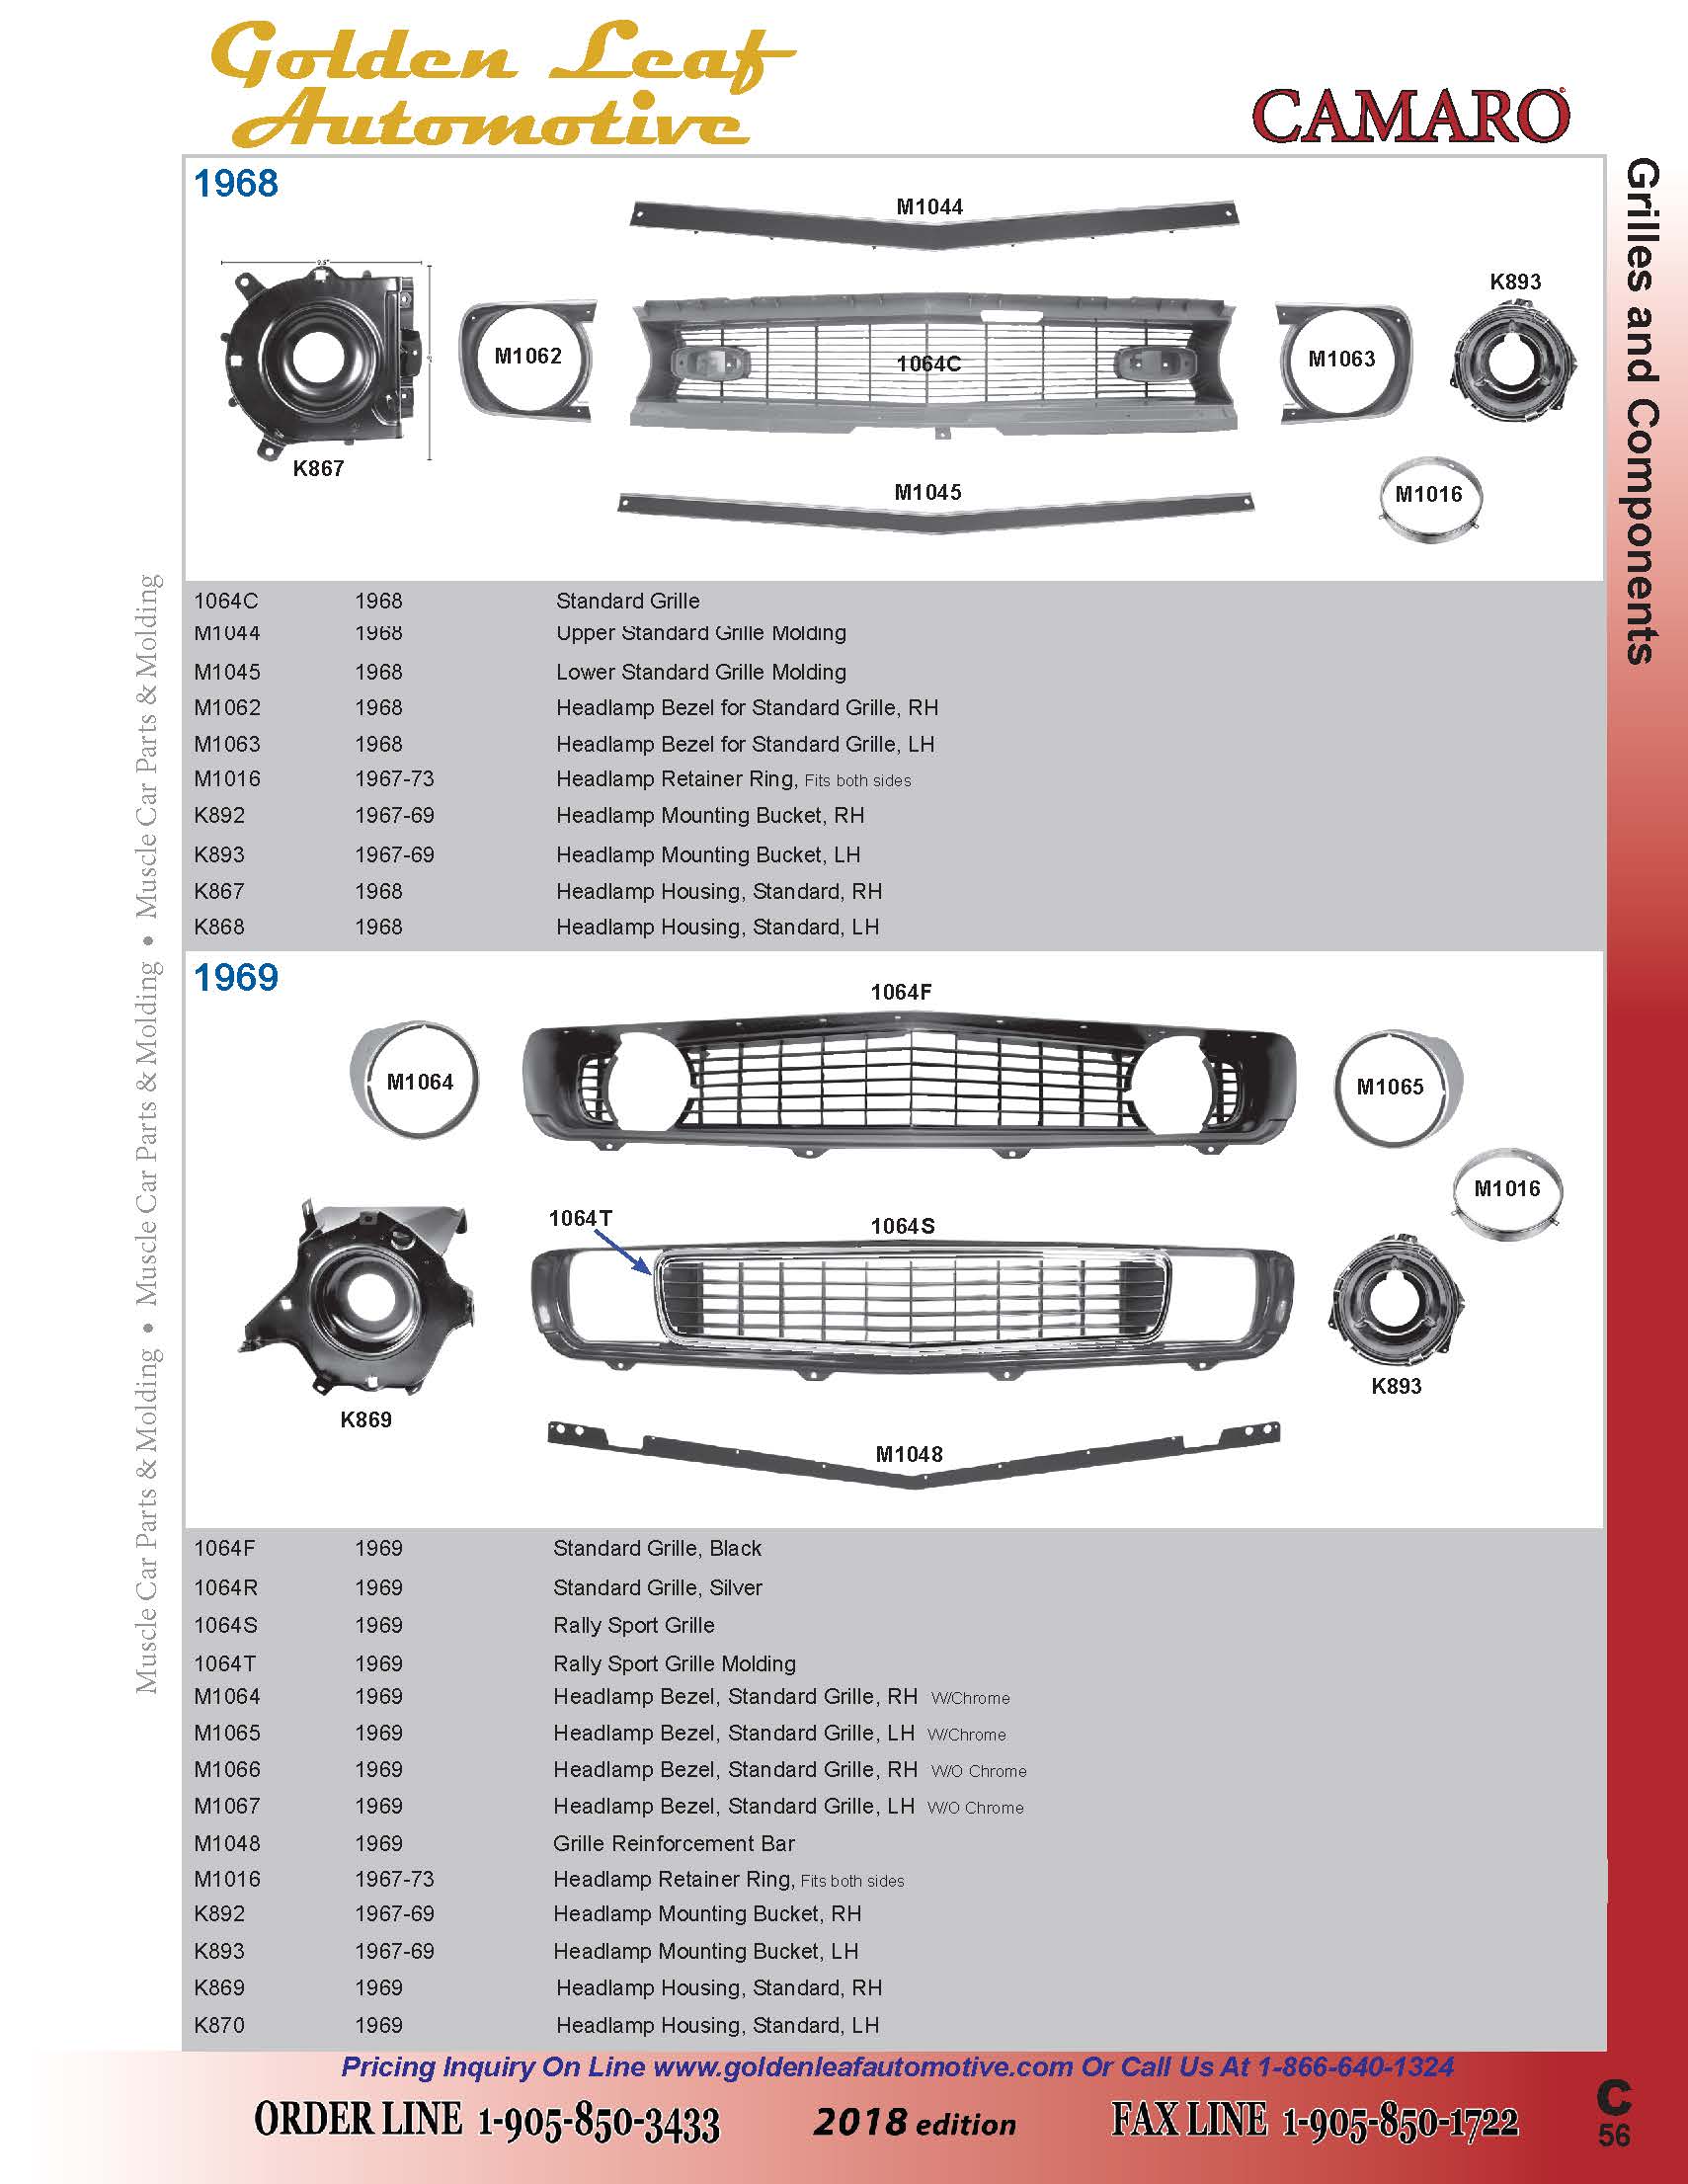 Golden Leaf
Automotive
CAMARO
Grilles and Components
1968
M1044
9.5"
K893
M1062
1064C
M1063
K867
M1045
M1016
1064C 1968 Standard Grille
M1044 1968 Upper Standard Grille Molding
M1045 1968 Lower Standard Grille Molding
M1062 1968 Headlamp Bezel for Standard Grille, RH
M1063 1968 Headlamp Bezel for Standard Grille, LH
M1016 1967-73 Headlamp Retainer Ring, Fits both sides
K892 1967-69 Headlamp Mounting Bucket, RH
K893 1967-69 Headlamp Mounting Bucket, LH
K867 1968 Headlamp Housing, Standard, RH
K868 1968 Headlamp Housing, Standard, LH
Muscle Car Parts & Molding • Muscle Car Parts & Molding • Muscle Car Parts & Molding
1969
1064F
M1064
M1065
M1016
1064T
1064S
K893
K869
M1048
1064F 1969 Standard Grille, Black
1064R 1969 Standard Grille, Silver
1064S 1969 Rally Sport Grille
1064T 1969 Rally Sport Grille Molding
M1064 1969 Headlamp Bezel, Standard Grille, RH W/Chrome
M1065 1969 Headlamp Bezel, Standard Grille, LH W/Chrome
M1066 1969 Headlamp Bezel, Standard Grille, RH W/O Chrome
M1067 1969 Headlamp Bezel, Standard Grille, LH W/O Chrome
M1048 1969 Grille Reinforcement Bar
M1016 1967-73 Headlamp Retainer Ring, Fits both sides
K892 1967-69 Headlamp Mounting Bucket, RH
K893 1967-69 Headlamp Mounting Bucket, LH
K869 1969 Headlamp Housing, Standard, RH
K870 1969 Headlamp Housing, Standard, LH
Pricing Inquiry On Line www.goldenleafautomotive.com Or Call Us At 1-866-640-1324
ORDER LINE 1-905-850-3433 2018 edition FAX LINE 1-905-850-1722
C
56